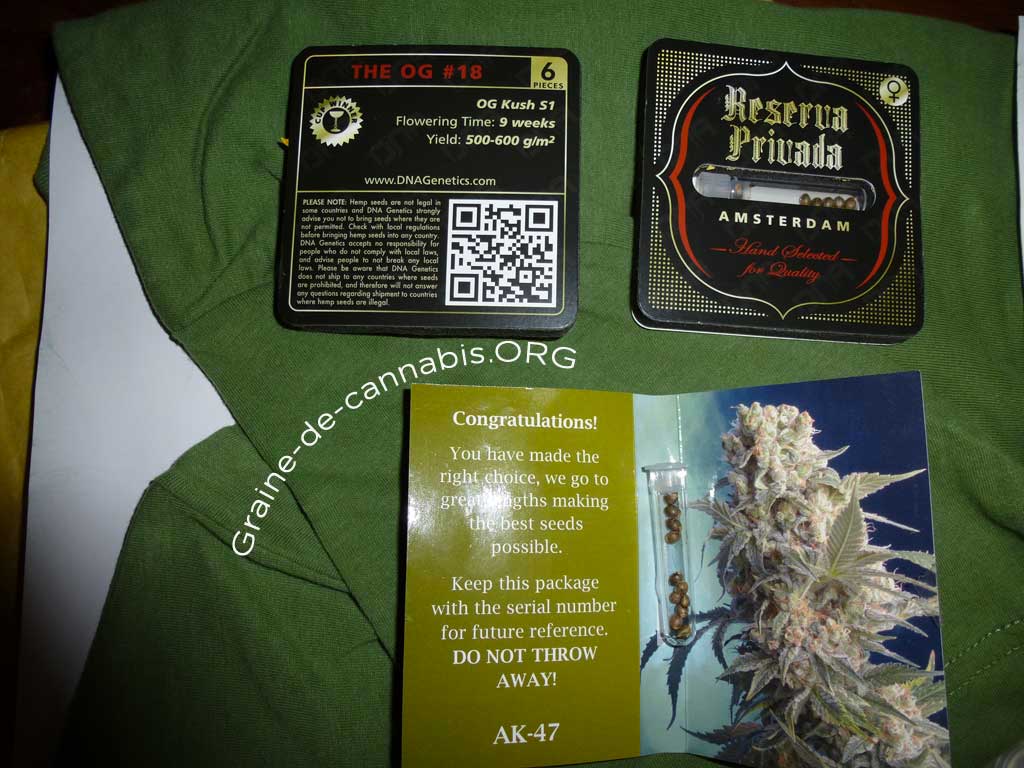 THE OG #18
6
PIECES
CUP WINNER
OG Kush S1
Flowering Time: 9 weeks
Yield: 500-600 g/m²
www.DNAGenetics.com
PLEASE NOTE: Hemp seeds are not legal in
some countries and DNA Genetics strongly
advise you not to bring seeds where they are
not permitted. Check with local regulations
before bringing hemp seeds into any country.
DNA Genetics accepts no responsibility for
people who do not comply with local laws,
and advise people to not break any local
laws. Please be aware that DNA Genetics
does not ship to any countries where seeds
are prohibited, and therefore will not answer
any questions regarding shipment to countries
where hemp seeds are illegal.
Reserva
Privada
AMSTERDAM
Hand Selected
for Quality
Graine-de-cannabis.ORG
Congratulations!
You have made the
right choice, we go to
great lengths making
the best seeds
possible.
Keep this package
with the serial number
for future reference.
DO NOT THROW
AWAY!
AK-47